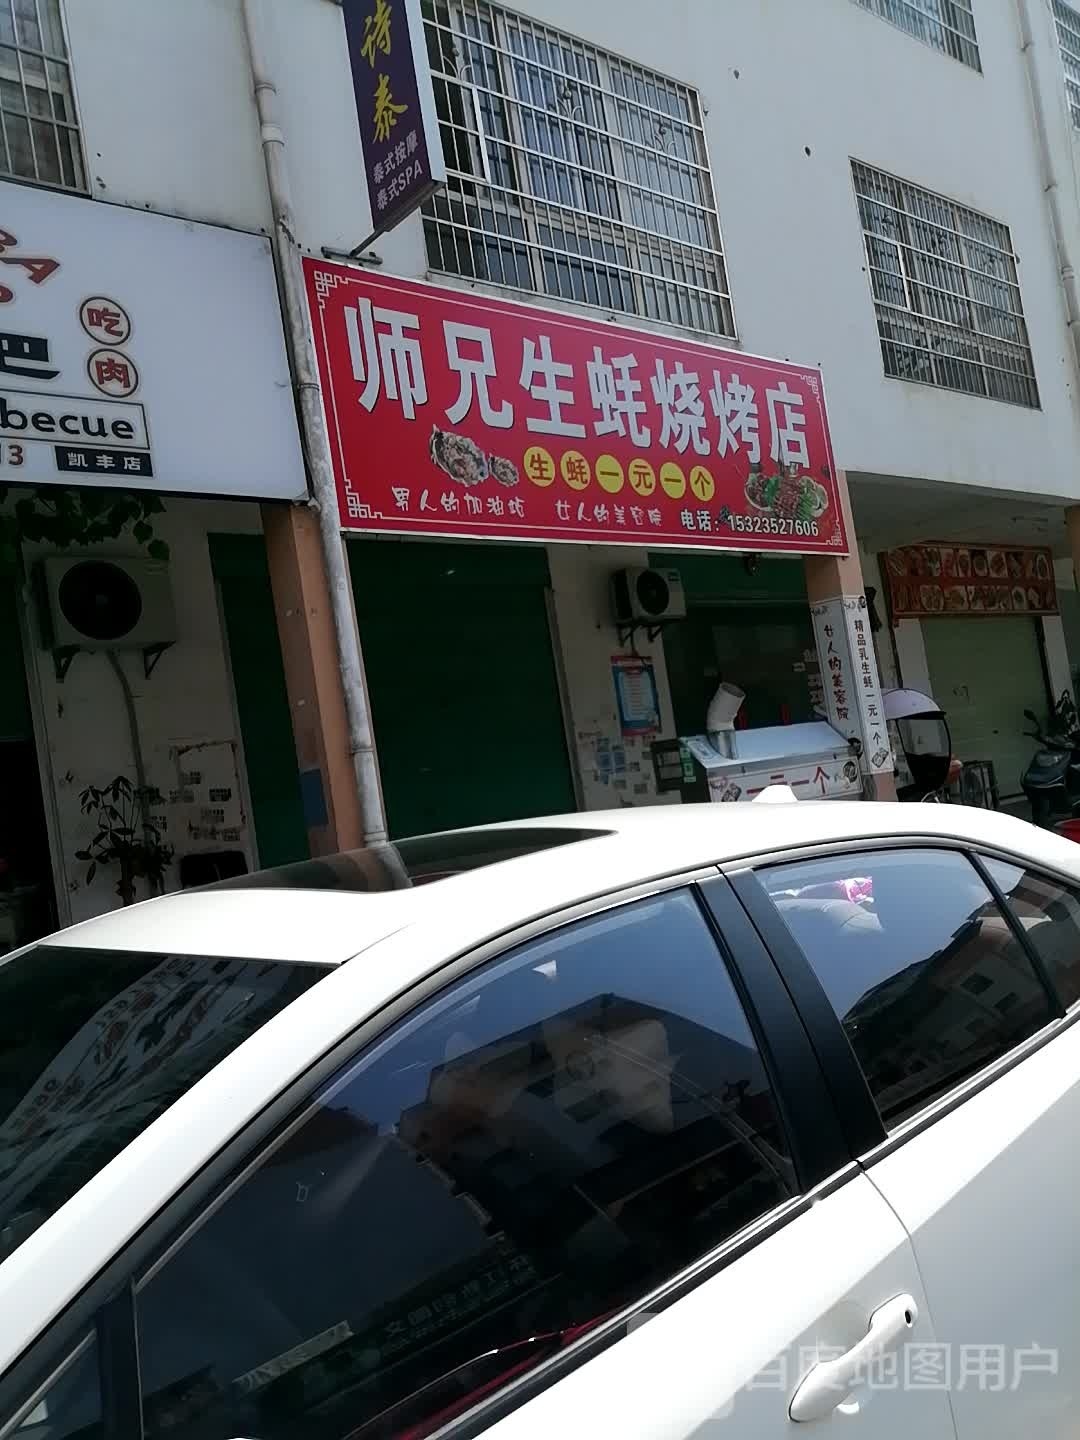 诗泰
泰式按摩
泰式SPA
吃肉
巴
becue
凯丰店
师兄生蚝烧烤店
生蚝一元一个
男人的加油坊 女人的美容院 电话：15323527606
女人的美容院
精品乳生蚝一元一个
一元一个
百度地图用户